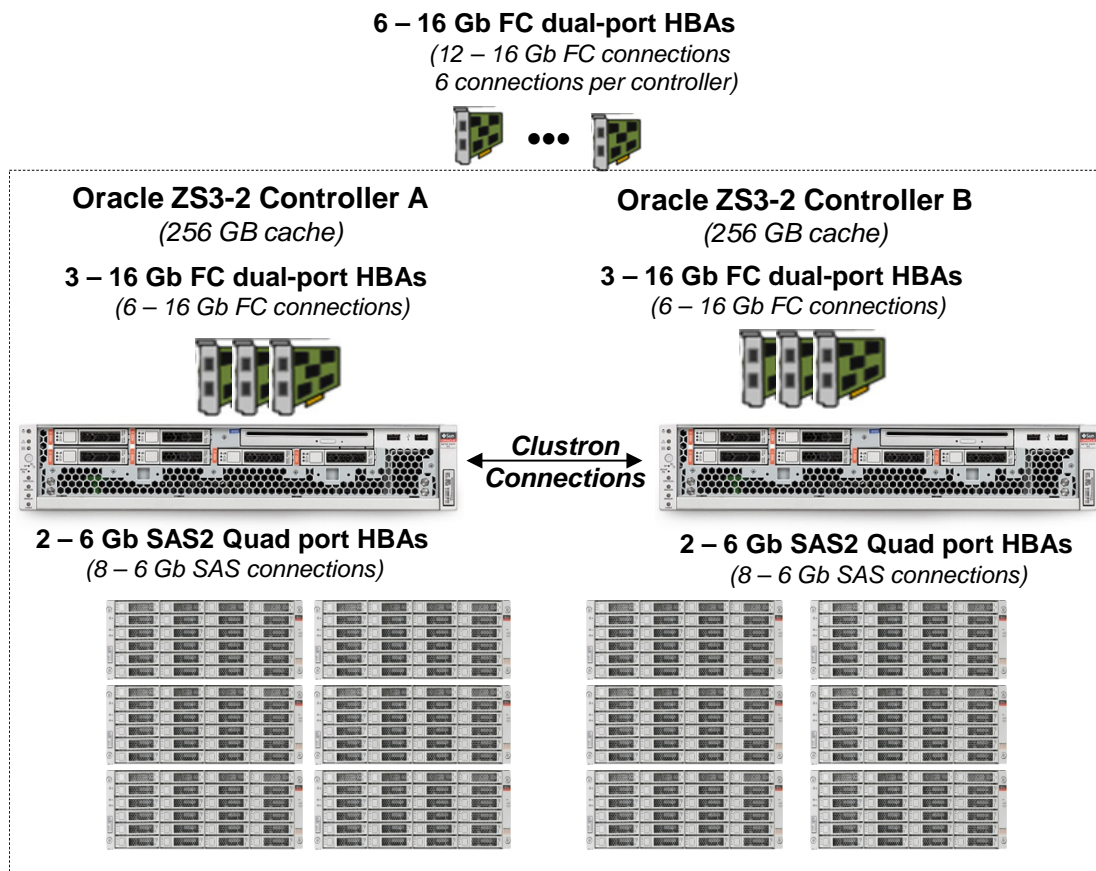 6 – 16 Gb FC dual-port HBAs
(12 – 16 Gb FC connections
6 connections per controller)
Oracle ZS3-2 Controller A
(256 GB cache)
3 – 16 Gb FC dual-port HBAs
(6 – 16 Gb FC connections)
Oracle ZS3-2 Controller B
(256 GB cache)
3 – 16 Gb FC dual-port HBAs
(6 – 16 Gb FC connections)
Clustron
Connections
2 – 6 Gb SAS2 Quad port HBAs
(8 – 6 Gb SAS connections)
2 – 6 Gb SAS2 Quad port HBAs
(8 – 6 Gb SAS connections)